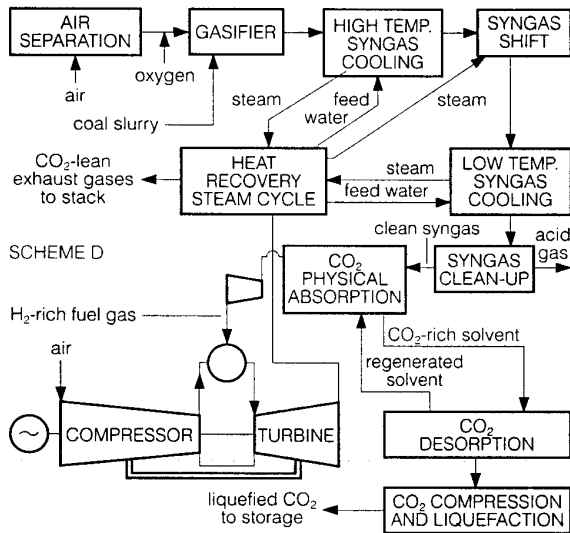 AIR
SEPARATION
GASIFIER
HIGH TEMP.
SYNGAS
COOLING
SYNGAS
SHIFT
oxygen
air
coal slurry
steam
feed
water
steam
CO₂-lean
exhaust gases
to stack
HEAT
RECOVERY
STEAM CYCLE
steam
feed water
LOW TEMP.
SYNGAS
COOLING
SCHEME D
clean syngas
acid
gas
CO₂
PHYSICAL
ABSORPTION
SYNGAS
CLEAN-UP
H₂-rich fuel gas
CO₂-rich solvent
regenerated
solvent
air
COMPRESSOR
TURBINE
CO₂
DESORPTION
liquefied CO₂
to storage
CO₂ COMPRESSION
AND LIQUEFACTION